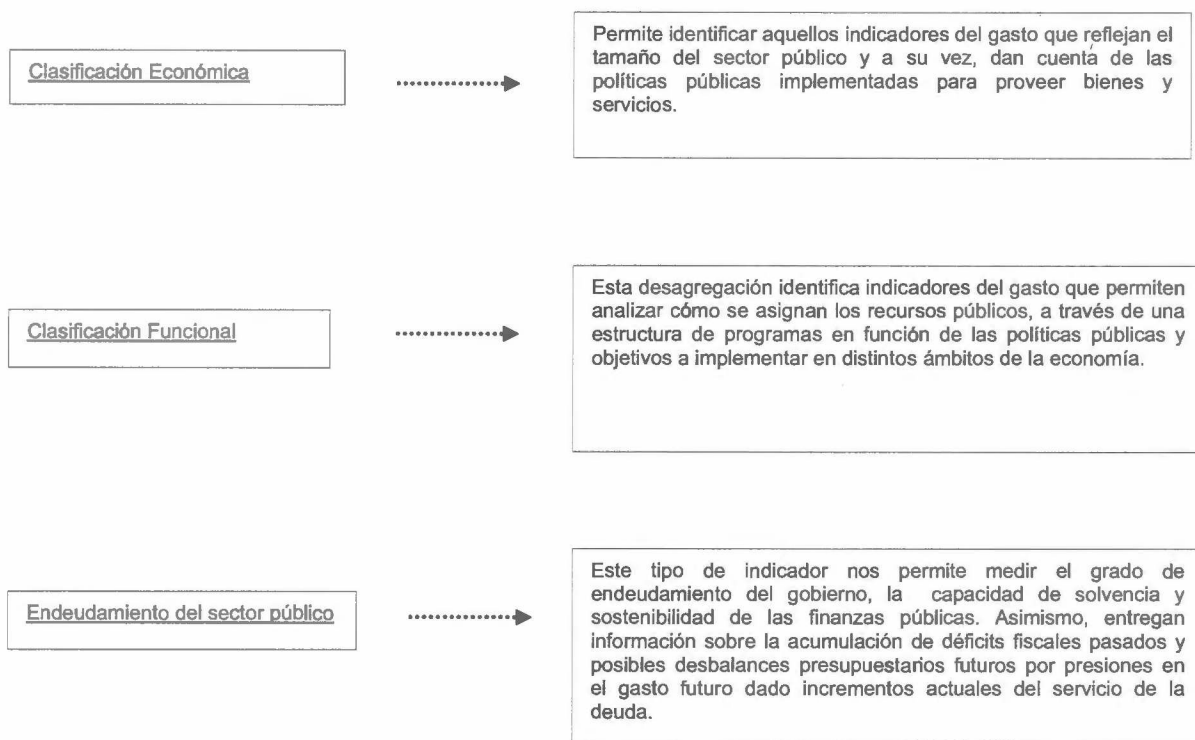 Clasificación Económica
Permite identificar aquellos indicadores del gasto que reflejan el
tamaño del sector público y a su vez, dan cuenta de las
políticas públicas implementadas para proveer bienes y
servicios.
Clasificación Funcional
Esta desagregación identifica indicadores del gasto que permiten
analizar cómo se asignan los recursos públicos, a través de una
estructura de programas en función de las políticas públicas y
objetivos a implementar en distintos ámbitos de la economía.
Endeudamiento del sector público
Este tipo de indicador nos permite medir el grado de
endeudamiento del gobierno, la capacidad de solvencia y
sostenibilidad de las finanzas públicas. Asimismo, entregan
información sobre la acumulación de déficits fiscales pasados y
posibles desbalances presupuestarios futuros por presiones en
el gasto futuro dado incrementos actuales del servicio de la
deuda.